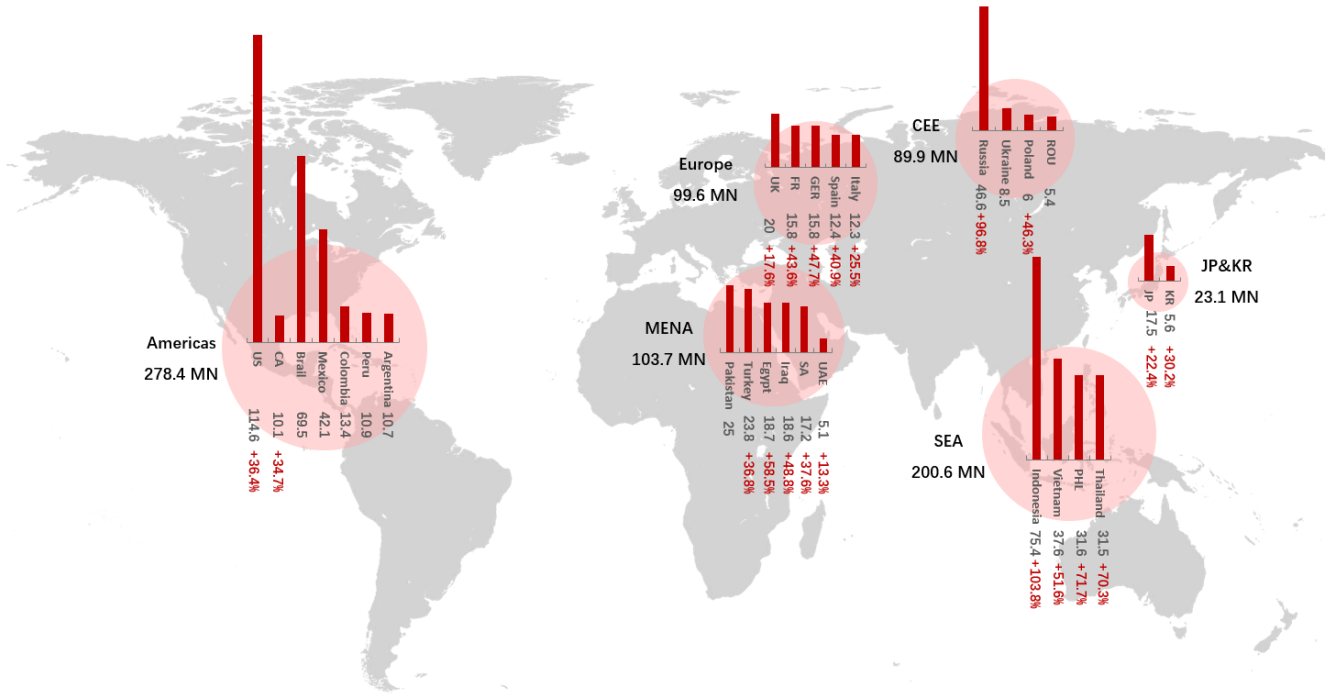 Americas
278.4 MN
US 114.6 +36.4%
CA 10.1 +34.7%
Brail 69.5
Mexico 42.1
Colombia 13.4
Peru 10.9
Argentina 10.7
Europe
99.6 MN
UK 20 +17.6%
FR 15.8 +43.6%
GER 15.8 +47.7%
Spain 12.4 +40.9%
Italy 12.3 +25.5%
MENA
103.7 MN
Pakistan 25
Turkey 23.8 +36.8%
Egypt 18.7 +58.5%
Iraq 18.6 +48.8%
SA 17.2 +37.6%
UAE 5.1 +13.3%
CEE
89.9 MN
Russia 46.6 +96.8%
Ukraine 8.5
Poland 6 +46.3%
ROU 5.4
JP&KR
23.1 MN
JP 17.5 +22.4%
KR 5.6 +30.2%
SEA
200.6 MN
Indonesia 75.4 +103.8%
Vietnam 37.6 +51.6%
PHL 31.6 +71.7%
Thailand 31.5 +70.3%